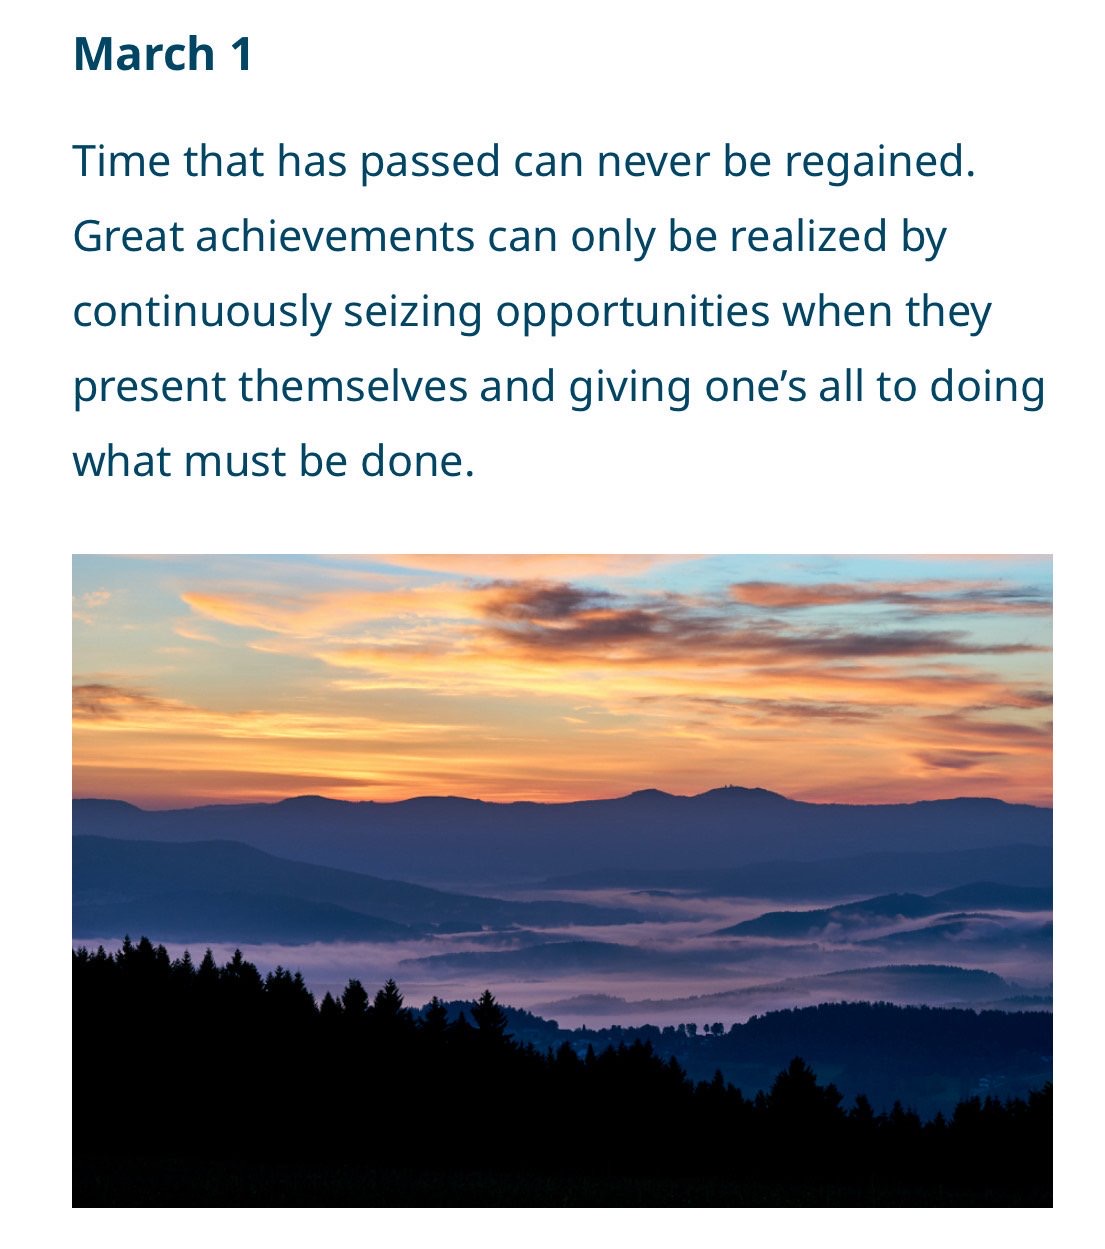 March 1
Time that has passed can never be regained.
Great achievements can only be realized by
continuously seizing opportunities when they
present themselves and giving one’s all to doing
what must be done.